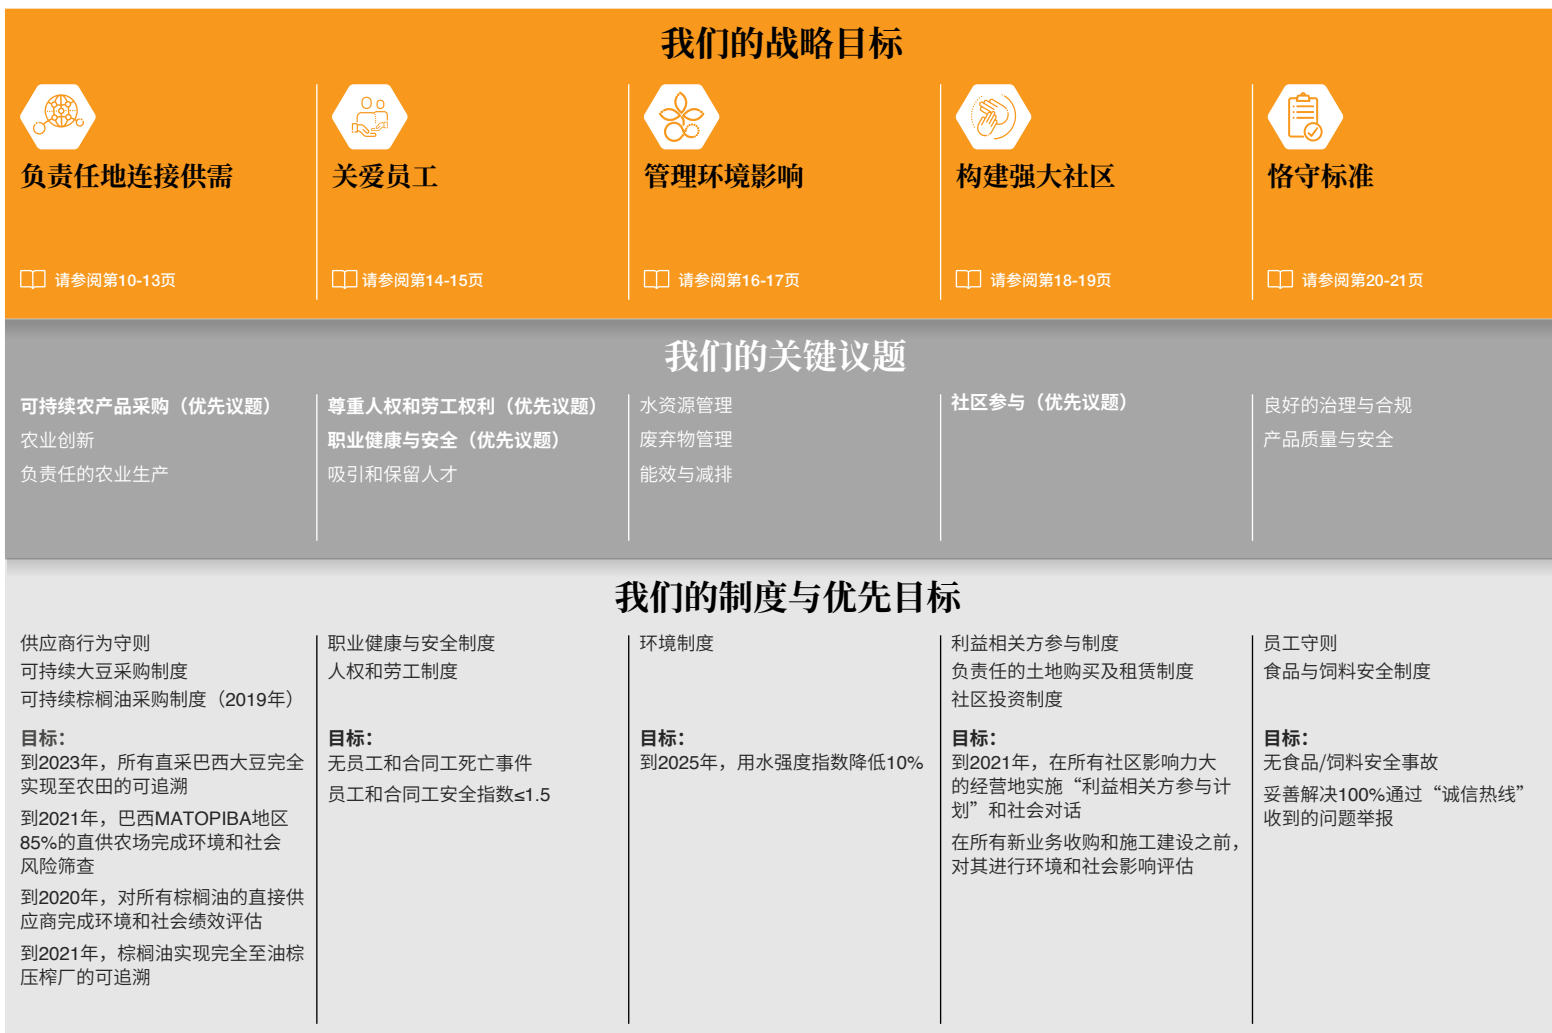 我们的战略目标
负责任地连接供需
请参阅第10-13页
关爱员工
请参阅第14-15页
管理环境影响
请参阅第16-17页
构建强大社区
请参阅第18-19页
恪守标准
请参阅第20-21页
我们的关键议题
可持续农产品采购（优先议题）
农业创新
负责任的农业生产
尊重人权和劳工权利（优先议题）
职业健康与安全（优先议题）
吸引和保留人才
水资源管理
废弃物管理
能效与减排
社区参与（优先议题）
良好的治理与合规
产品质量与安全
我们的制度与优先目标
供应商行为守则
可持续大豆采购制度
可持续棕榈油采购制度（2019年）
目标：
到2023年，所有直采巴西大豆完全
实现至农田的可追溯
到2021年，巴西MATOPIBA地区
85%的直供农场完成环境和社会
风险筛查
到2020年，对所有棕榈油的直接供
应商完成环境和社会绩效评估
到2021年，棕榈油实现完全至油棕
压榨厂的可追溯
职业健康与安全制度
人权和劳工制度
目标：
无员工和合同工死亡事件
员工和合同工安全指数≤1.5
环境制度
目标：
到2025年，用水强度指数降低10%
利益相关方参与制度
负责任的土地购买及租赁制度
社区投资制度
目标：
到2021年，在所有社区影响力大
的经营地实施“利益相关方参与计
划”和社会对话
在所有新业务收购和施工建设之前，
对其进行环境和社会影响评估
员工守则
食品与饲料安全制度
目标：
无食品/饲料安全事故
妥善解决100%通过“诚信热线”
收到的问题举报